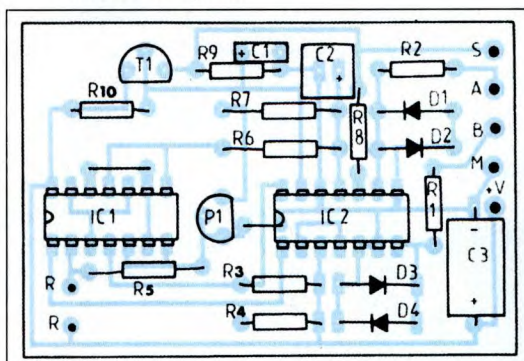 T1
R9
+ C1
C2
+
R2
S
R10
R7
D1
A
R6
R8
D2
B
M
+V
IC1
P1
IC2
R1
-
C3
R
R5
R3
D3
R
R4
D4
+